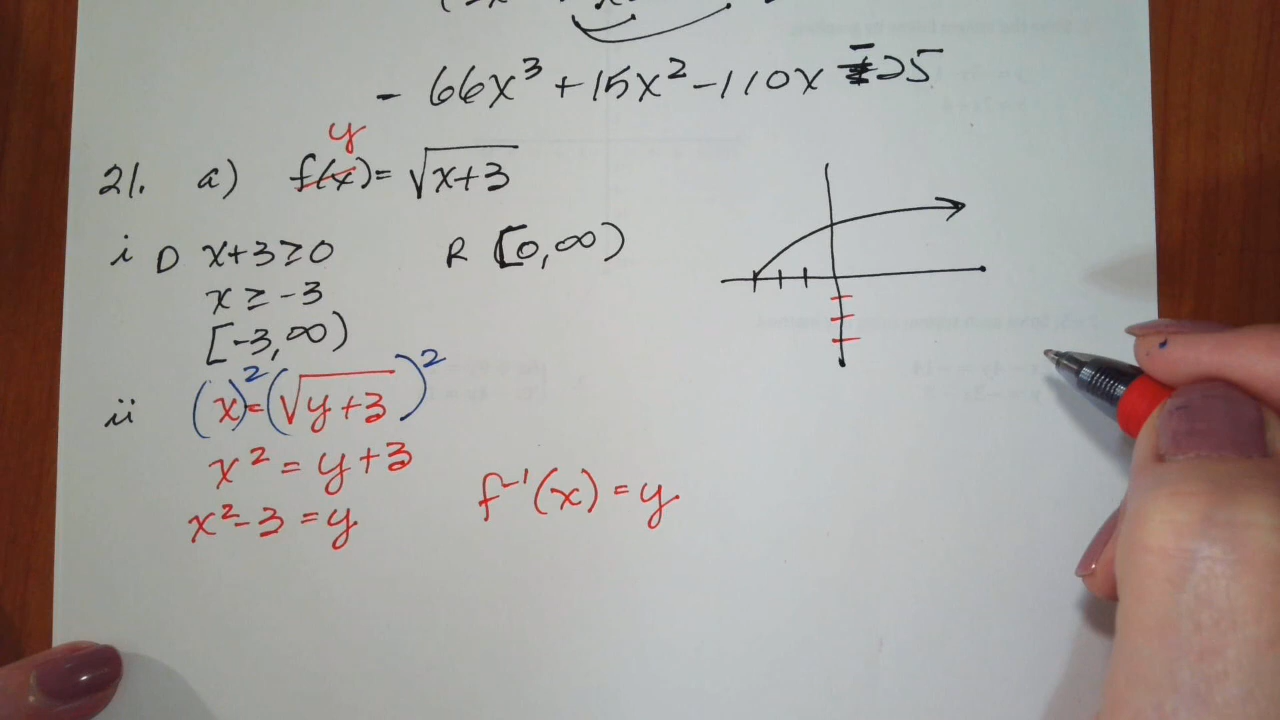 - 66x³ + 15x² - 110x - 25
y
21. a) f(x) = √x+3
i D x+3 ≥ 0 R [0, ∞)
x ≥ -3
[-3, ∞)
ii (x)² = (√y+3)²
x² = y+3
x² - 3 = y f⁻¹(x) = y